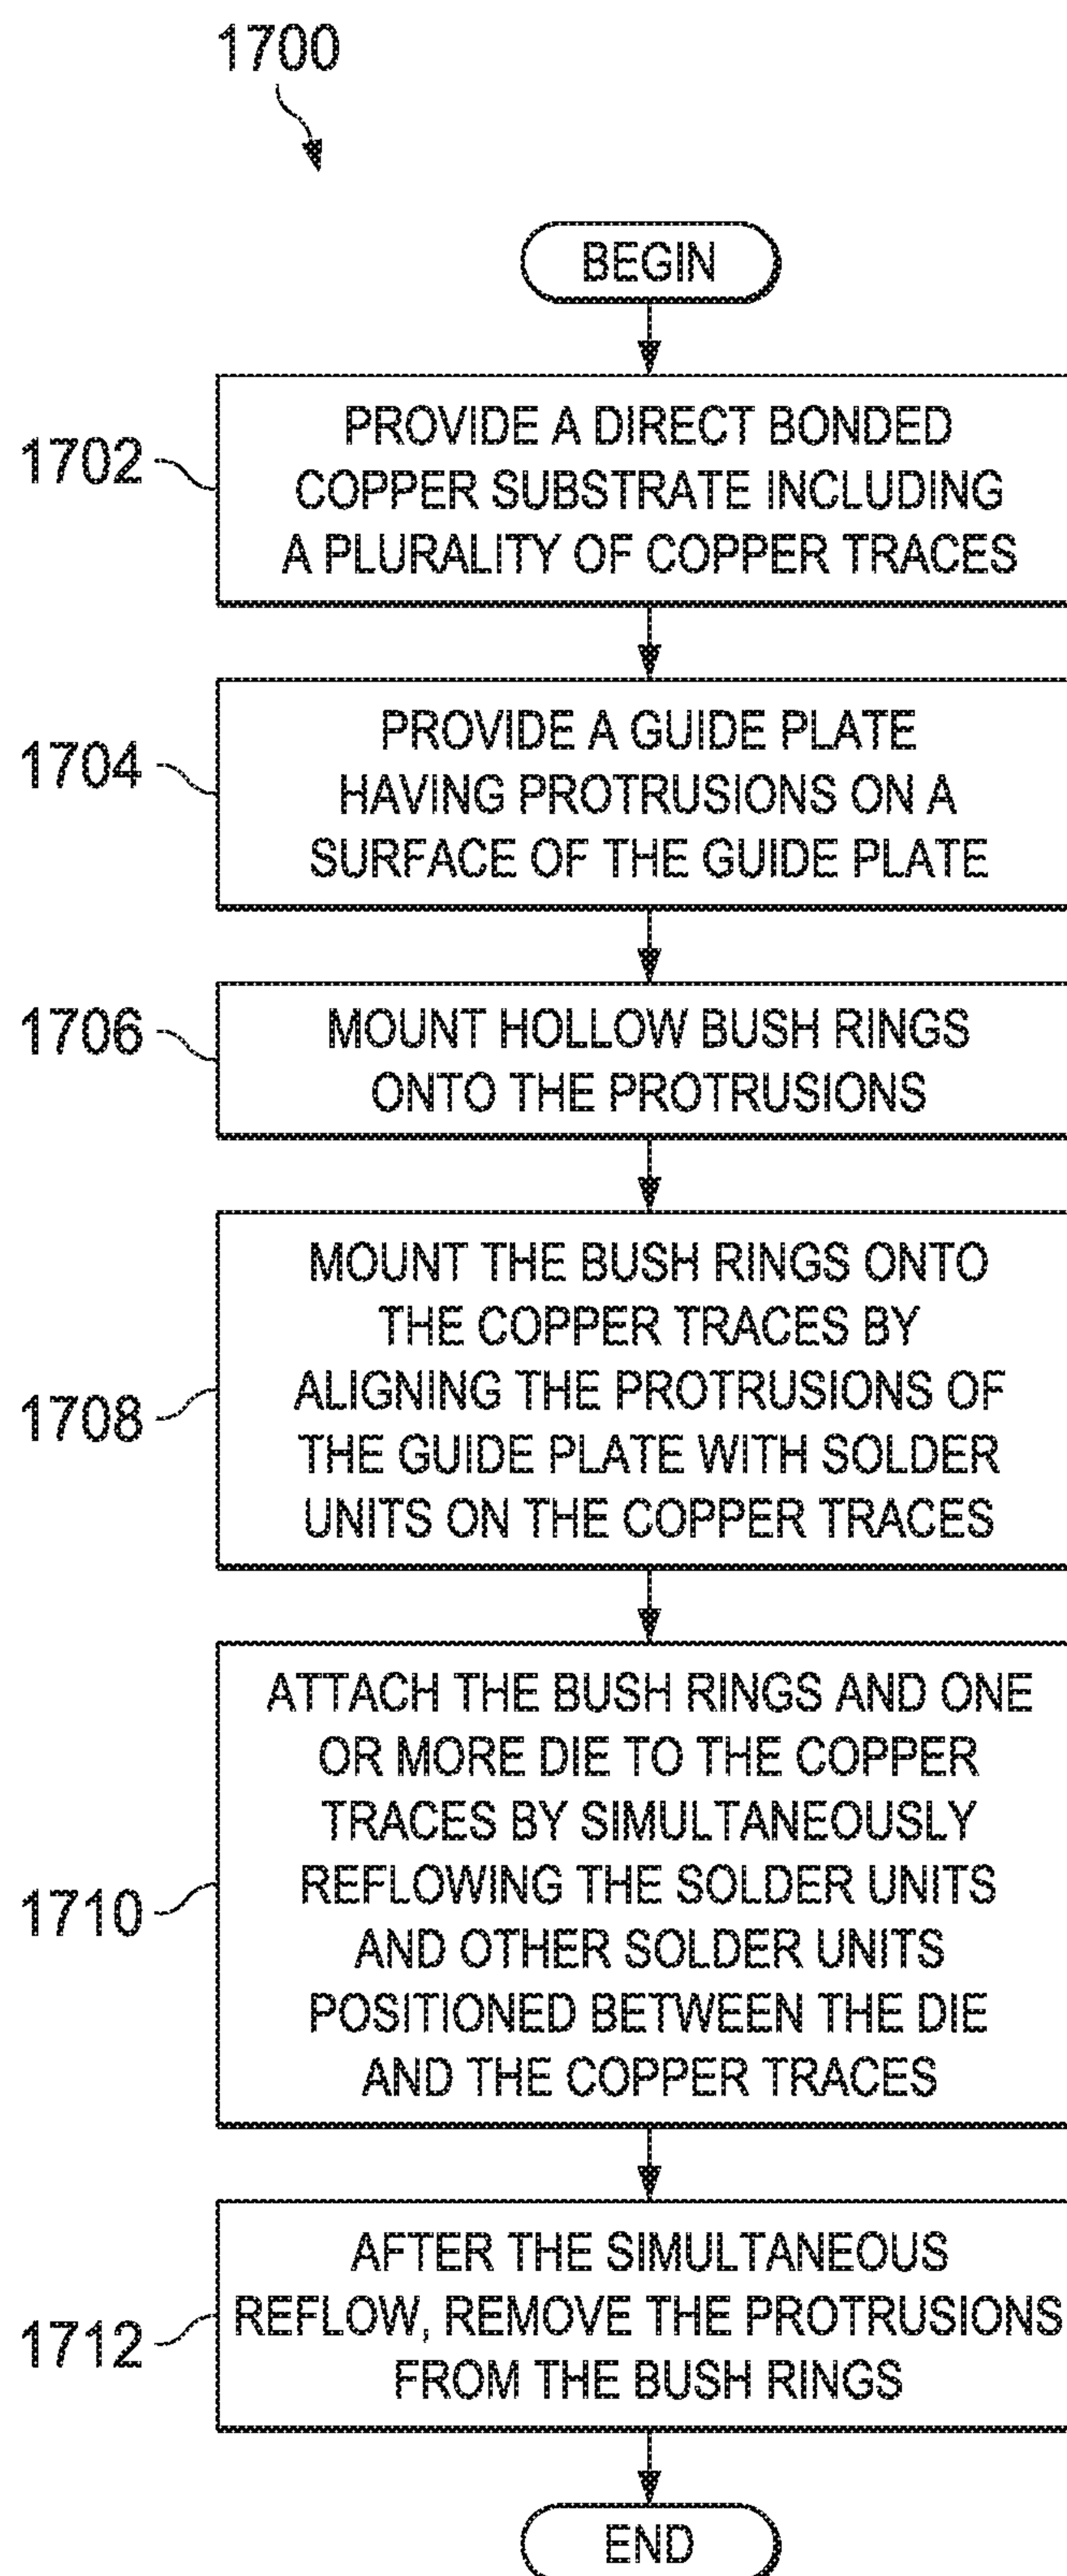 1700
BEGIN
1702
PROVIDE A DIRECT BONDED
COPPER SUBSTRATE INCLUDING
A PLURALITY OF COPPER TRACES
1704
PROVIDE A GUIDE PLATE
HAVING PROTRUSIONS ON A
SURFACE OF THE GUIDE PLATE
1706
MOUNT HOLLOW BUSH RINGS
ONTO THE PROTRUSIONS
1708
MOUNT THE BUSH RINGS ONTO
THE COPPER TRACES BY
ALIGNING THE PROTRUSIONS OF
THE GUIDE PLATE WITH SOLDER
UNITS ON THE COPPER TRACES
1710
ATTACH THE BUSH RINGS AND ONE
OR MORE DIE TO THE COPPER
TRACES BY SIMULTANEOUSLY
REFLOWING THE SOLDER UNITS
AND OTHER SOLDER UNITS
POSITIONED BETWEEN THE DIE
AND THE COPPER TRACES
1712
AFTER THE SIMULTANEOUS
REFLOW, REMOVE THE PROTRUSIONS
FROM THE BUSH RINGS
END